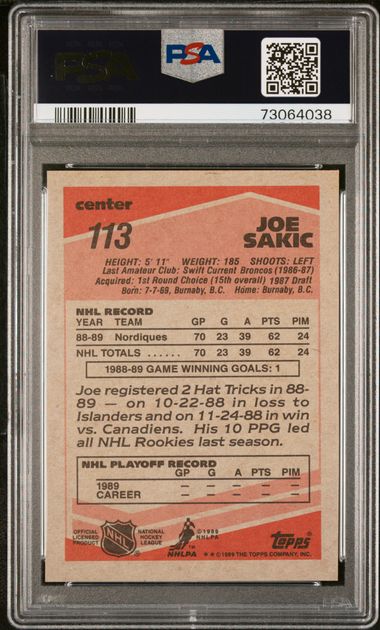 PSA
PSA
73064038
center
113
JOE
SAKIC
HEIGHT: 5' 11" WEIGHT: 185 SHOOTS: LEFT
Last Amateur Club: Swift Current Broncos (1986-87)
Acquired: 1st Round Choice (15th overall) 1987 Draft
Born: 7-7-69, Burnaby, B.C. Home: Burnaby, B.C.
NHL RECORD
YEAR TEAM GP G A PTS PIM
88-89 Nordiques 70 23 39 62 24
NHL TOTALS ...... 70 23 39 62 24
1988-89 GAME WINNING GOALS: 1
Joe registered 2 Hat Tricks in 88-
89 — on 10-22-88 in loss to
Islanders and on 11-24-88 in win
vs. Canadiens. His 10 PPG led
all NHL Rookies last season.
NHL PLAYOFF RECORD
GP G A PTS PIM
1989 — — — — —
CAREER — — — — —
OFFICIAL LICENSED PRODUCT
NHL
NATIONAL HOCKEY LEAGUE
© 1989 NHLPA
NHLPA
topps
* * © 1989 THE TOPPS COMPANY, INC.